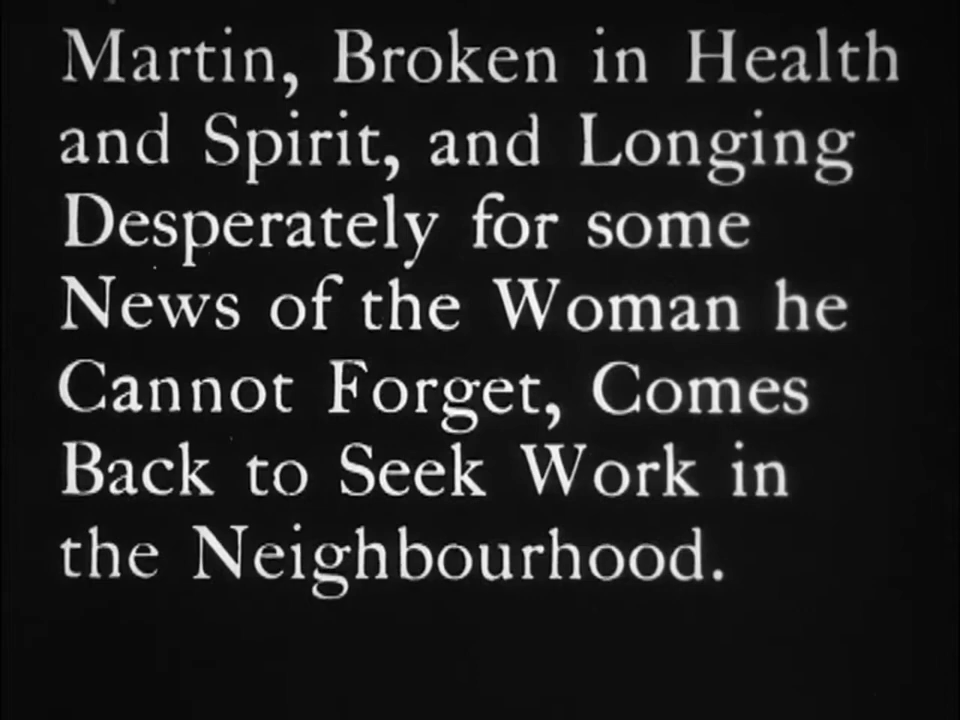 Martin, Broken in Health
and Spirit, and Longing
Desperately for some
News of the Woman he
Cannot Forget, Comes
Back to Seek Work in
the Neighbourhood.